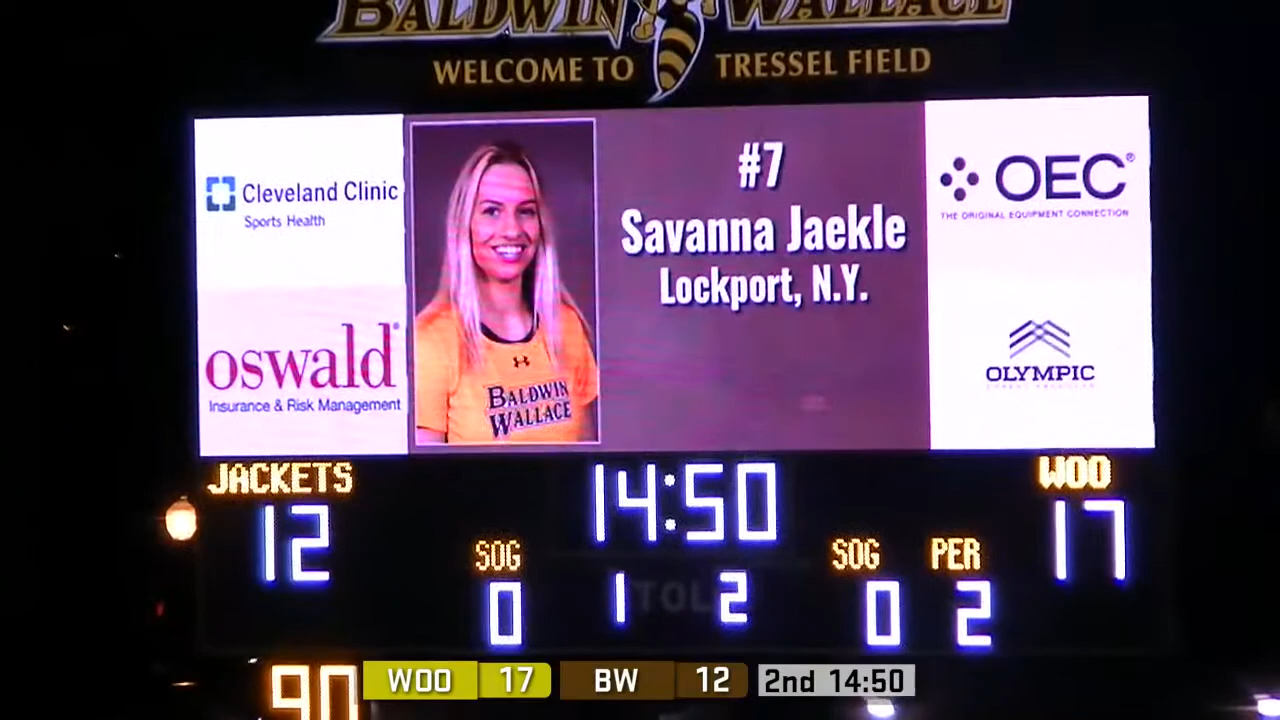 BALDWIN WALLACE
WELCOME TO TRESSEL FIELD
Cleveland Clinic
Sports Health
oswald
Insurance & Risk Management
BALDWIN
WALLACE
#7
Savanna Jaekle
Lockport, N.Y.
OEC®
THE ORIGINAL EQUIPMENT CONNECTION
OLYMPIC
JACKETS
12
14:50
WOO
17
SOG
0
1 TOL 2
SOG
0
PER
2
90
WOO 17 BW 12 2nd 14:50